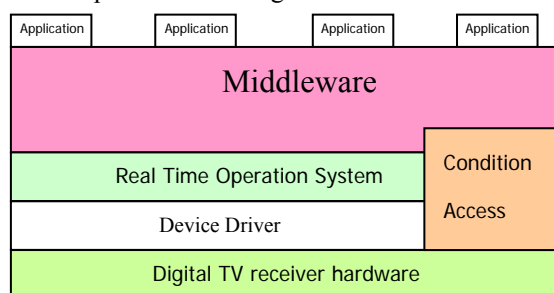 Application Application Application Application
Middleware
Condition
Access
Real Time Operation System
Device Driver
Digital TV receiver hardware